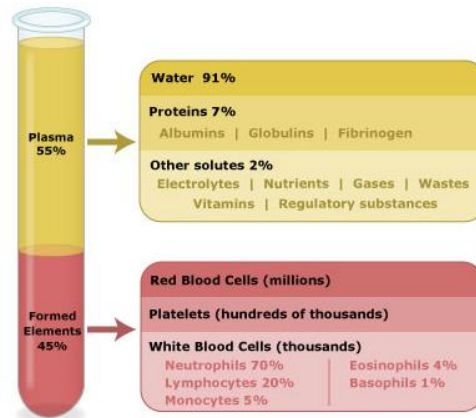 Plasma
55%
Water 91%
Proteins 7%
Albumins | Globulins | Fibrinogen
Other solutes 2%
Electrolytes | Nutrients | Gases | Wastes
Vitamins | Regulatory substances
Formed
Elements
45%
Red Blood Cells (millions)
Platelets (hundreds of thousands)
White Blood Cells (thousands)
Neutrophils 70%
Lymphocytes 20%
Monocytes 5%
Eosinophils 4%
Basophils 1%